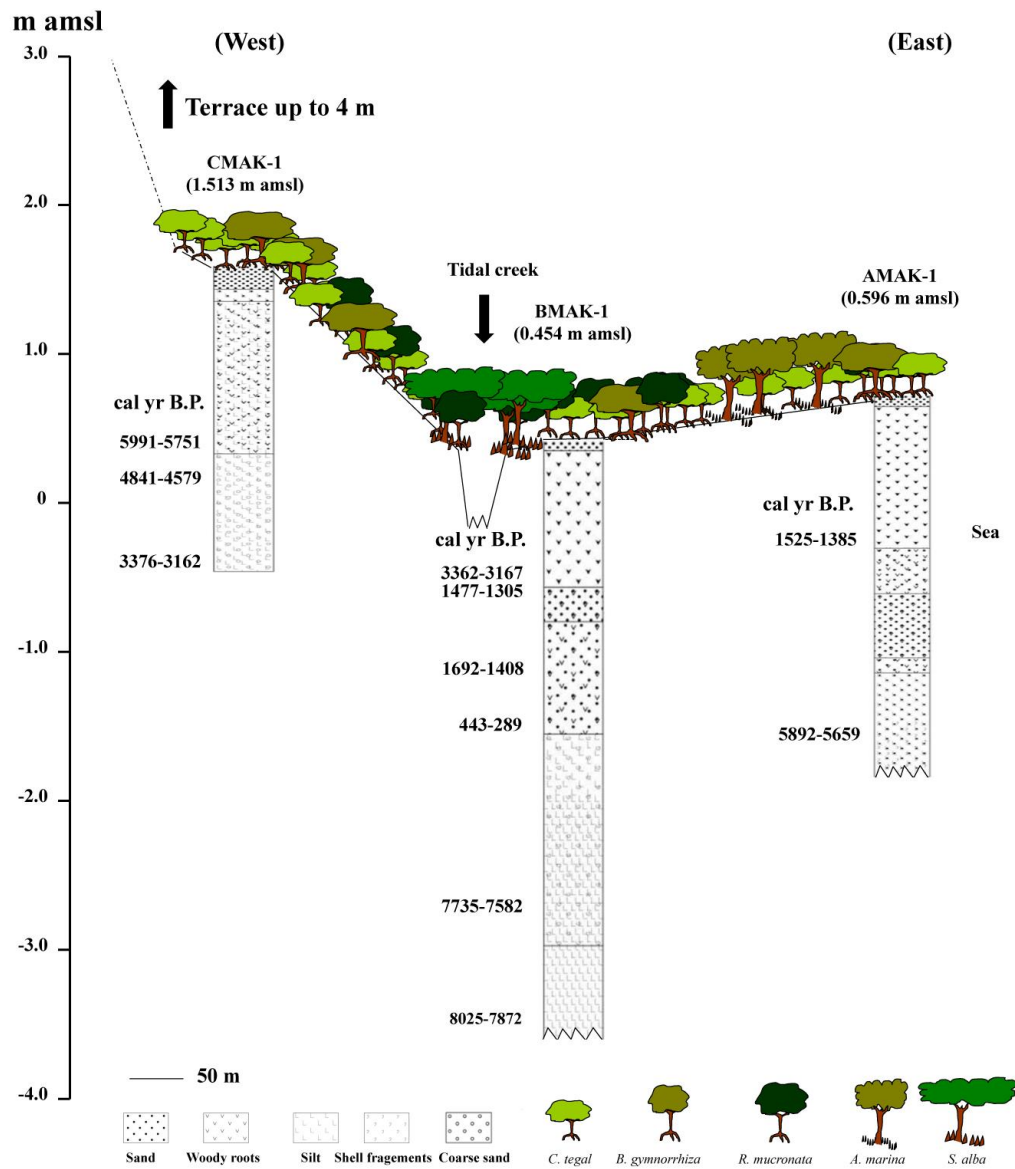 m amsl
(West)
(East)
3.0
Terrace up to 4 m
CMAK-1
(1.513 m amsl)
2.0
Tidal creek
BMAK-1
(0.454 m amsl)
AMAK-1
(0.596 m amsl)
1.0
cal yr B.P.
5991-5751
4841-4579
3376-3162
0
cal yr B.P.
3362-3167
1477-1305
1692-1408
443-289
7735-7582
8025-7872
cal yr B.P.
1525-1385
5892-5659
Sea
-1.0
-2.0
-3.0
-4.0
50 m
Sand
Woody roots
Silt
Shell fragements
Coarse sand
C. tegal
B. gymnorrhiza
R. mucronata
A. marina
S. alba